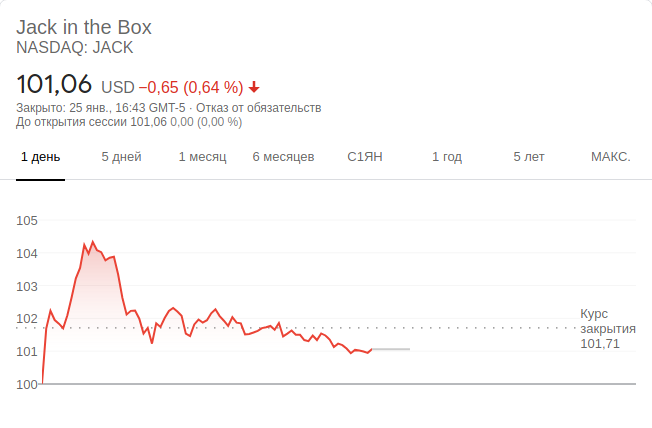 Jack in the Box
NASDAQ: JACK
101,06 USD −0,65 (0,64 %) 🡇
Закрыто: 25 янв., 16:43 GMT-5 · Отказ от обязательств
До открытия сессии 101,06 0,00 (0,00 %)
1 день 5 дней 1 месяц 6 месяцев С1ЯН 1 год 5 лет МАКС.
105
104
103
102
101
100
Курс
закрытия
101,71